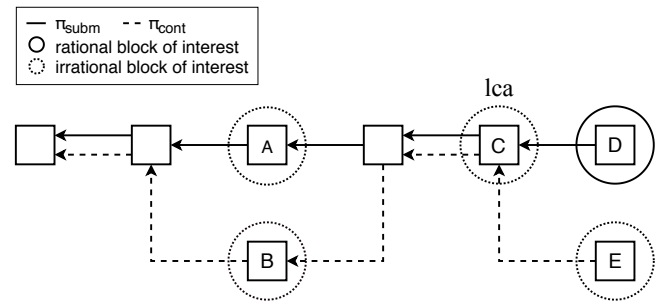 π_subm π_cont
rational block of interest
irrational block of interest
lca
A
C
D
B
E